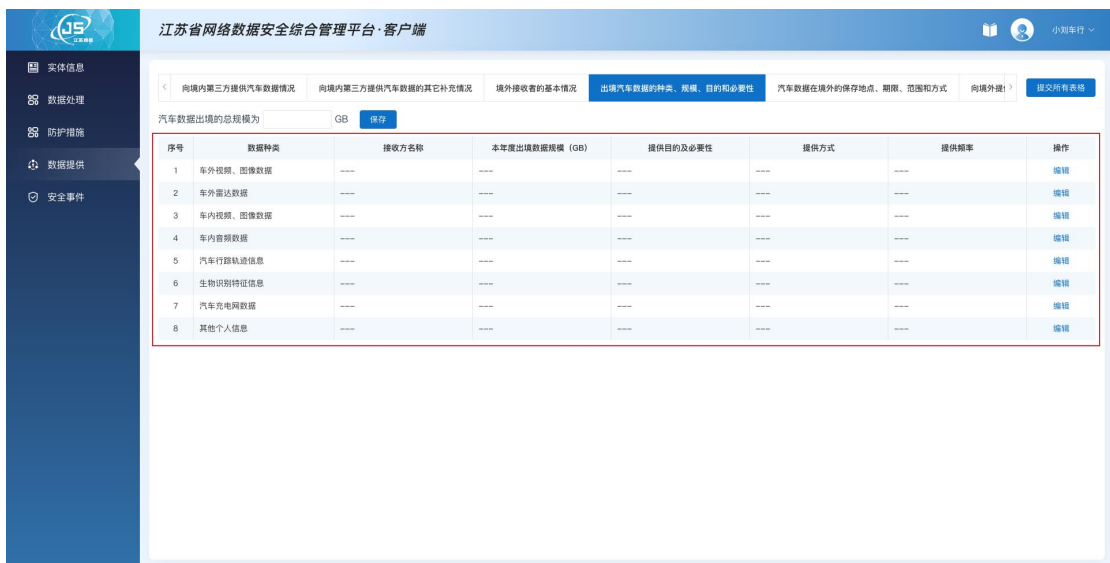 JS 江苏省网络数据安全综合管理平台·客户端 小刘车行
实体信息
数据处理
防护措施
数据提供
安全事件
向境内第三方提供汽车数据情况 向境内第三方提供汽车数据的其它补充情况 境外接收者的基本情况 出境汽车数据的种类、规模、目的和必要性 汽车数据在境外的保存地点、期限、范围和方式 向境外提 提交所有表格
汽车数据出境的总规模为 GB 保存
序号 数据种类 接收方名称 本年度出境数据规模（GB） 提供目的及必要性 提供方式 提供频率 操作
1 车外视频、图像数据 --- --- --- --- --- 编辑
2 车外雷达数据 --- --- --- --- --- 编辑
3 车内视频、图像数据 --- --- --- --- --- 编辑
4 车内音频数据 --- --- --- --- --- 编辑
5 汽车行踪轨迹信息 --- --- --- --- --- 编辑
6 生物识别特征信息 --- --- --- --- --- 编辑
7 汽车充电网数据 --- --- --- --- --- 编辑
8 其他个人信息 --- --- --- --- --- 编辑